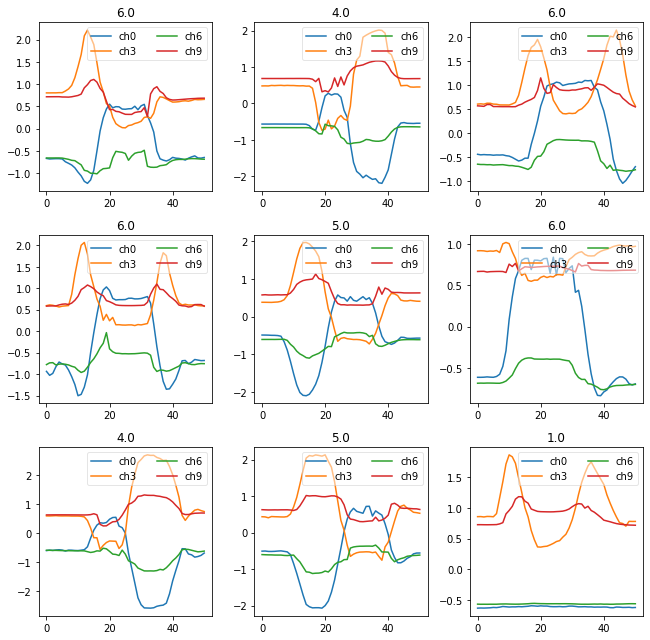 6.0 4.0 6.0
ch0 ch6 ch0 ch6 ch0 ch6
ch3 ch9 ch3 ch9 ch3 ch9
2.0 2 2.0
1.5 1 1.5
1.0 0 1.0
0.5 −1 0.5
0.0 −2 0.0
−0.5 −0.5
−1.0 −1.0
0 20 40 0 20 40 0 20 40
6.0 5.0 6.0
ch0 ch6 ch0 ch6 ch0 ch6
ch3 ch9 ch3 ch9 ch3 ch9
2.0 2 1.0
1.5 1 0.5
1.0 0 0.0
0.5 −1 −0.5
0.0 −2
−0.5
−1.0
−1.5
0 20 40 0 20 40 0 20 40
4.0 5.0 1.0
ch0 ch6 ch0 ch6 ch0 ch6
ch3 ch9 ch3 ch9 ch3 ch9
2 2 1.5
1 1 1.0
0 0 0.5
−1 −1 0.0
−2 −2 −0.5
0 20 40 0 20 40 0 20 40